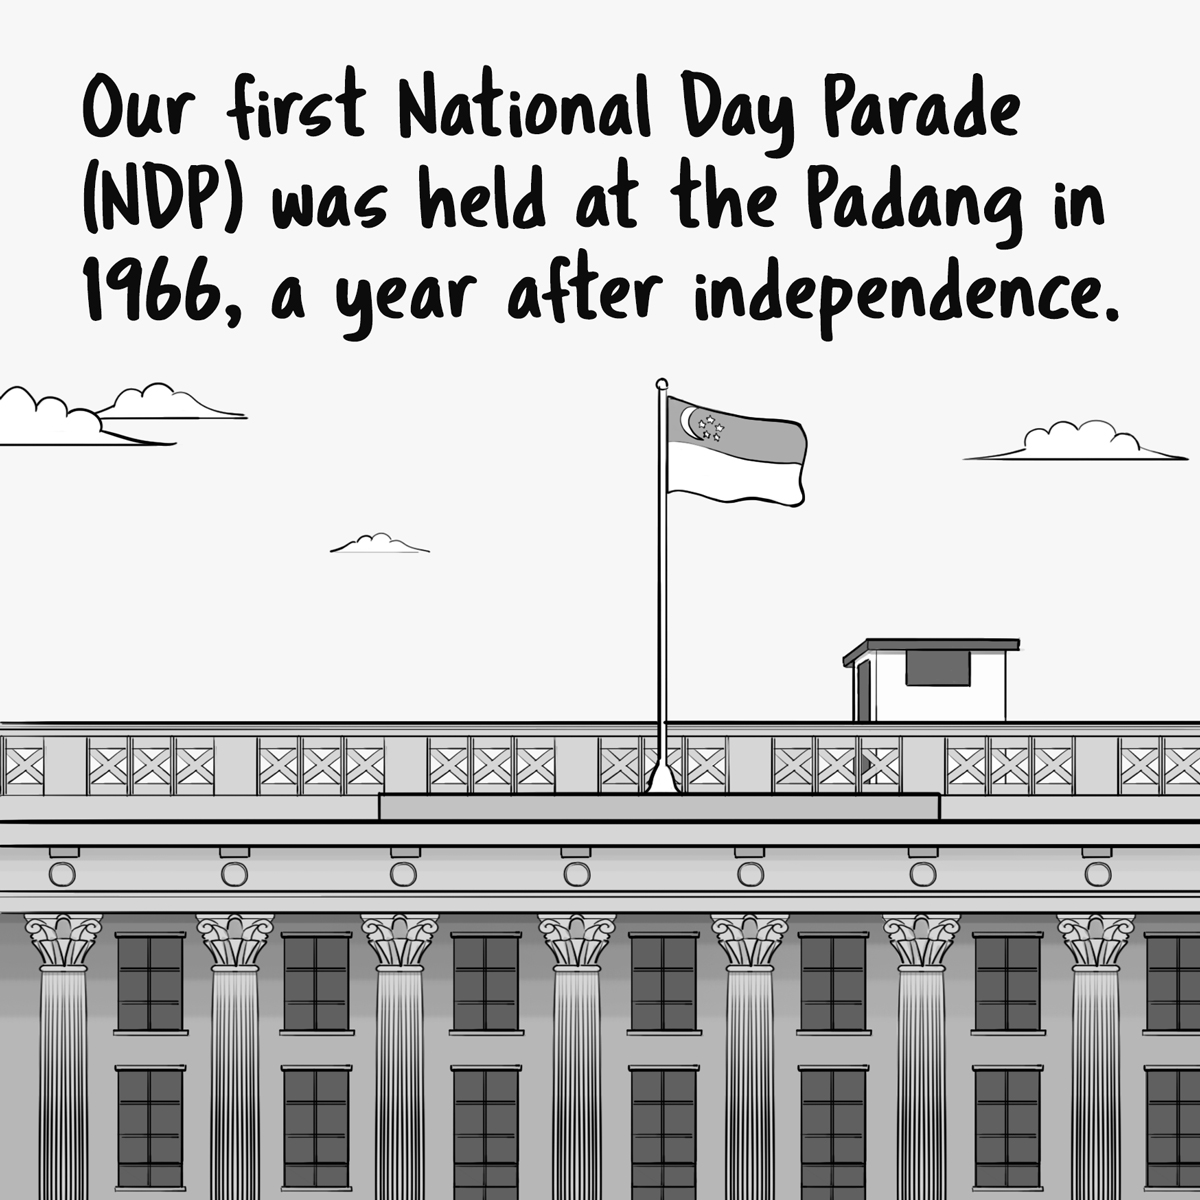 Our first National Day Parade
(NDP) was held at the Padang in
1966, a year after independence.